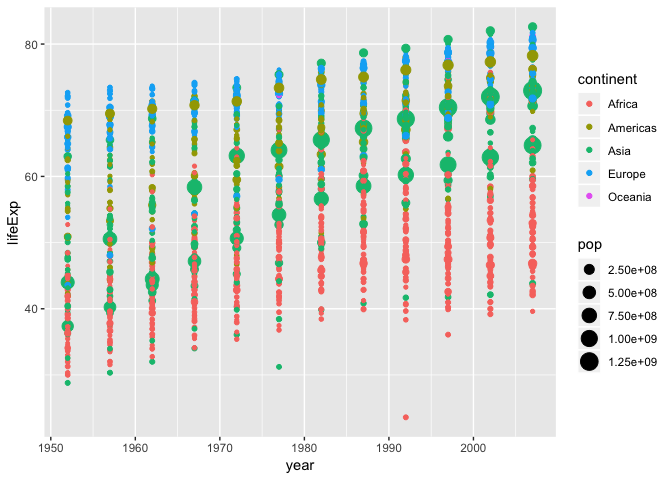 80
60
40
lifeExp
1950
1960
1970
1980
1990
2000
year
continent
Africa
Americas
Asia
Europe
Oceania
pop
2.50e+08
5.00e+08
7.50e+08
1.00e+09
1.25e+09